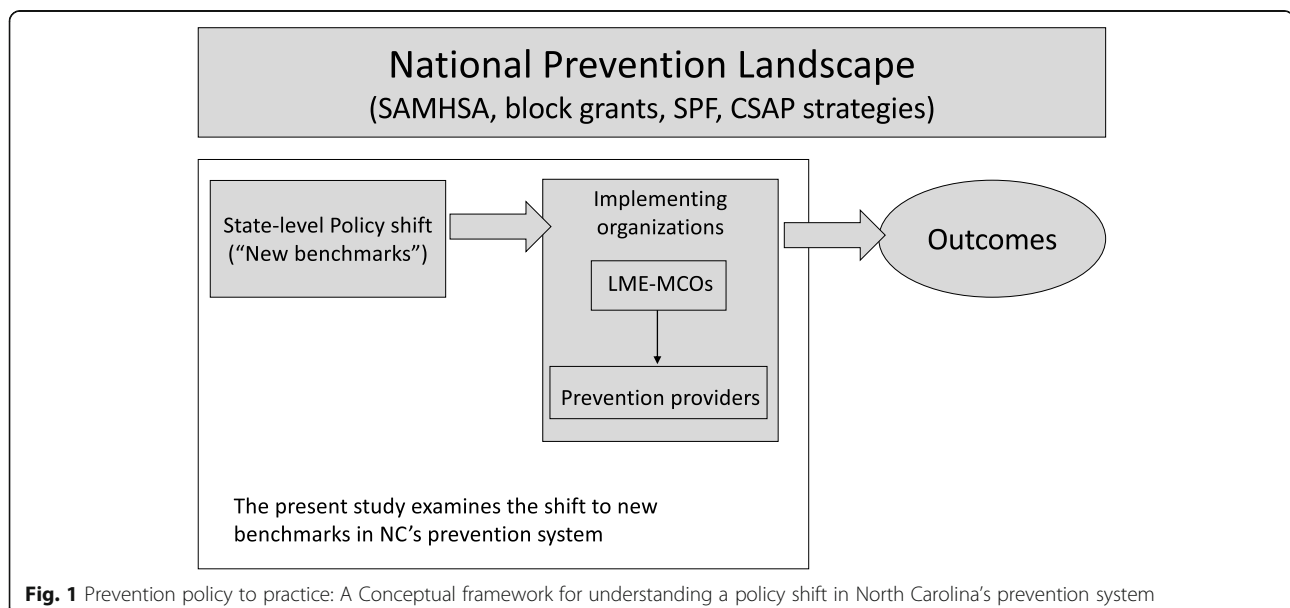 National Prevention Landscape
(SAMHSA, block grants, SPF, CSAP strategies)
State-level Policy shift
(“New benchmarks”)
Implementing
organizations
LME-MCOs
Prevention providers
Outcomes
The present study examines the shift to new
benchmarks in NC’s prevention system
Fig. 1 Prevention policy to practice: A Conceptual framework for understanding a policy shift in North Carolina’s prevention system